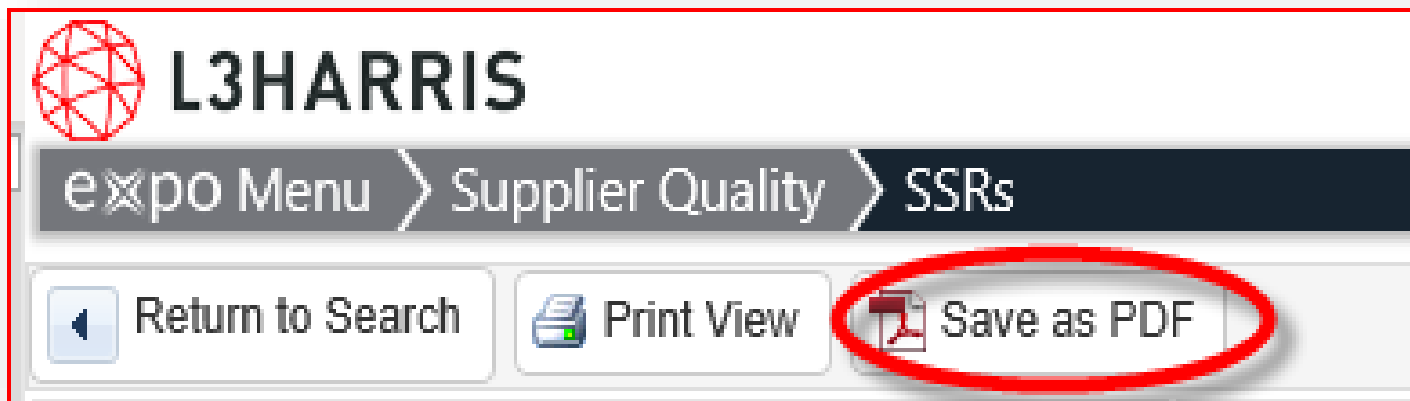 L3HARRIS
expo Menu Supplier Quality SSRs
Return to Search Print View Save as PDF